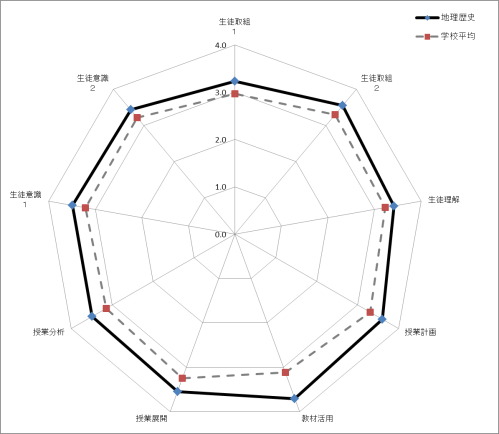 生徒取組
1
地理歴史
学校平均
4.0
3.0
2.0
1.0
0.0
生徒取組
2
生徒理解
授業計画
教材活用
授業展開
授業分析
生徒意識
1
生徒意識
2